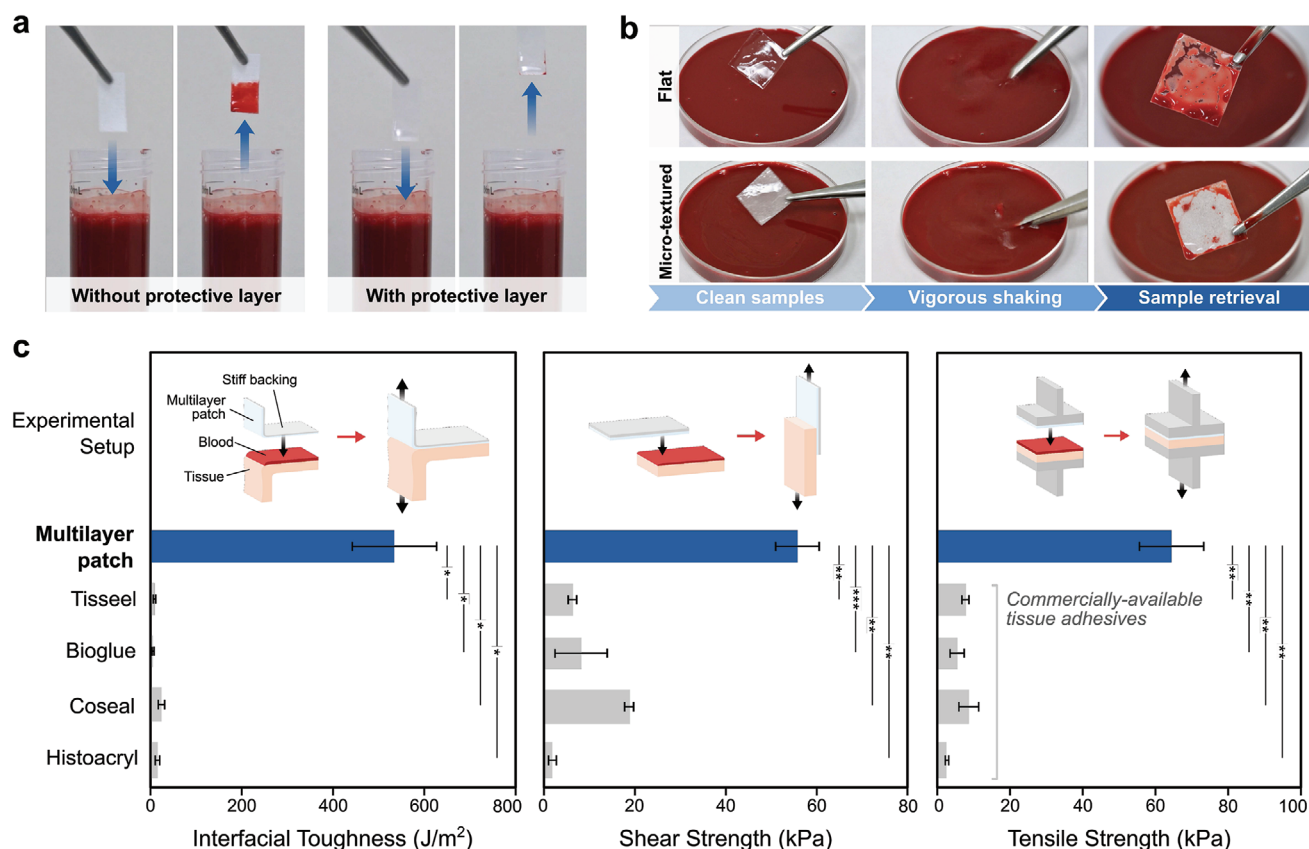 a
Without protective layer
With protective layer
b
Flat
Micro-textured
Clean samples
Vigorous shaking
Sample retrieval
c
Experimental
Setup
Stiff backing
Multilayer
patch
Blood
Tissue
Multilayer
patch
Tisseel
Bioglue
Coseal
Histoacryl
*
*
*
*
0
200
400
600
800
Interfacial Toughness (J/m²)
**
***
**
**
0
20
40
60
80
Shear Strength (kPa)
Commercially-available
tissue adhesives
**
**
**
**
0
20
40
60
80
100
Tensile Strength (kPa)